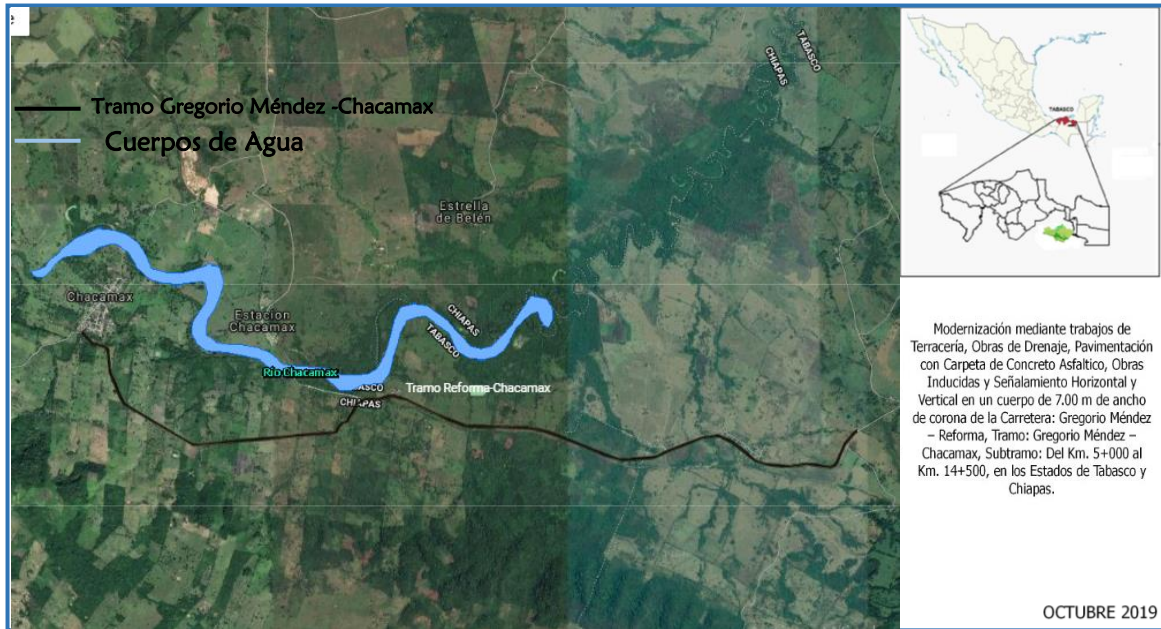 e
Tramo Gregorio Méndez -Chacamax
Cuerpos de Agua
CHIAPAS
TABASCO
Estrella
de Belén
Chacamax
Estacion
Chacamax
CHIAPAS
TABASCO
Río Chacamax
Tramo Reforma-Chacamax
CHIAPAS
TABASCO
Modernización mediante trabajos de
Terracería, Obras de Drenaje, Pavimentación
con Carpeta de Concreto Asfaltico, Obras
Inducidas y Señalamiento Horizontal y
Vertical en un cuerpo de 7.00 m de ancho
de corona de la Carretera: Gregorio Méndez
– Reforma, Tramo: Gregorio Méndez –
Chacamax, Subtramo: Del Km. 5+000 al
Km. 14+500, en los Estados de Tabasco y
Chiapas.
OCTUBRE 2019